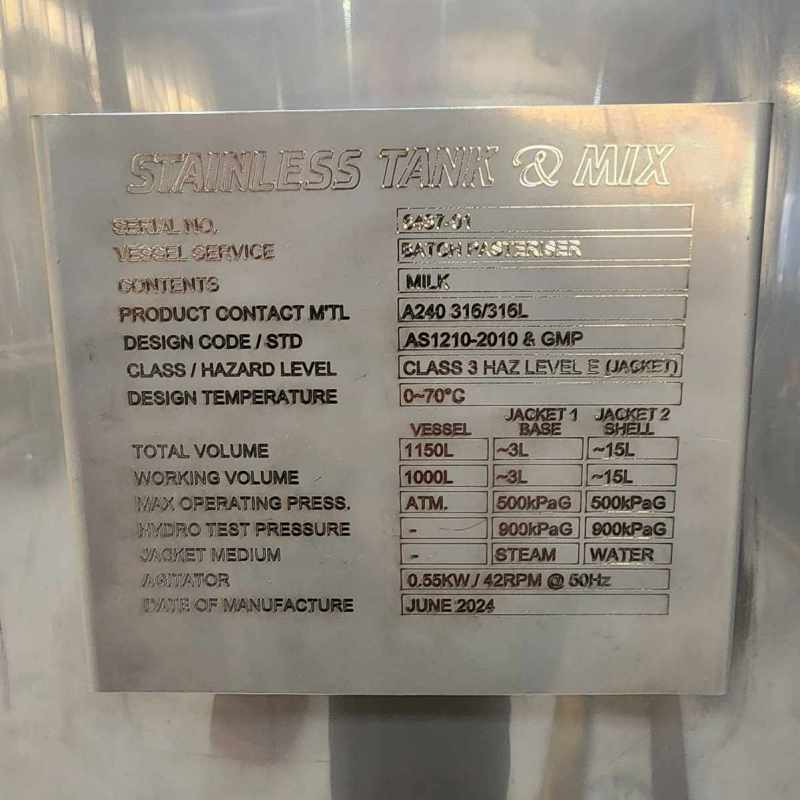 STAINLESS TANK & MIX
SERIAL NO. 6497-01
VESSEL SERVICE BATCH PASTERISER
CONTENTS MILK
PRODUCT CONTACT M'TL A240 316/316L
DESIGN CODE / STD AS1210-2010 & GMP
CLASS / HAZARD LEVEL CLASS 3 HAZ LEVEL E (JACKET)
DESIGN TEMPERATURE 0~70°C
VESSEL JACKET 1 BASE JACKET 2 SHELL
TOTAL VOLUME 1150L ~3L ~15L
WORKING VOLUME 1000L ~3L ~15L
MAX OPERATING PRESS. ATM. 500kPaG 500kPaG
HYDRO TEST PRESSURE - 900kPaG 900kPaG
JACKET MEDIUM - STEAM WATER
AGITATOR 0.55KW / 42RPM @ 50Hz
DATE OF MANUFACTURE JUNE 2024